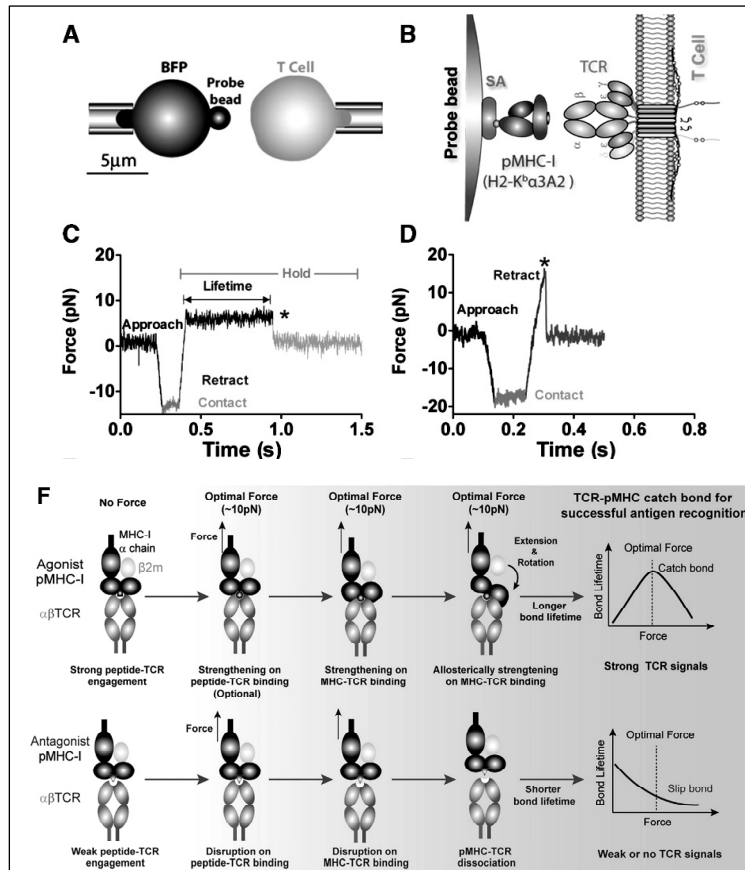 A
BFP
Probe
bead
T Cell
5μm
B
Probe bead
SA
pMHC-I
(H2-Kᵇα3A2 )
TCR
β
α
ε
γ
ε
δ
ζ
ζ
T Cell
C
Force (pN)
20
10
0
-10
Hold
Lifetime
*
Approach
Retract
Contact
0.0
0.5
1.0
1.5
Time (s)
D
Force (pN)
20
10
0
-10
-20
*
Retract
Approach
Contact
0.0
0.2
0.4
0.6
0.8
Time (s)
F
No Force
Optimal Force
(~10pN)
Optimal Force
(~10pN)
Optimal Force
(~10pN)
TCR-pMHC catch bond for
successful antigen recognition
Agonist
pMHC-I
αβTCR
MHC-I
α chain
β2m
Force
Extension
&
Rotation
Longer
bond lifetime
Bond Lifetime
Optimal Force
Catch bond
Force
Strong peptide-TCR
engagement
Strengthening on
peptide-TCR binding
(Optional)
Strengthening on
MHC-TCR binding
Allosterically strengtening
on MHC-TCR binding
Strong TCR signals
Antagonist
pMHC-I
αβTCR
Force
Shorter
bond lifetime
Bond Lifetime
Optimal Force
Slip bond
Force
Weak peptide-TCR
engagement
Disruption on
peptide-TCR binding
Disruption on
MHC-TCR binding
pMHC-TCR
dissociation
Weak or no TCR signals